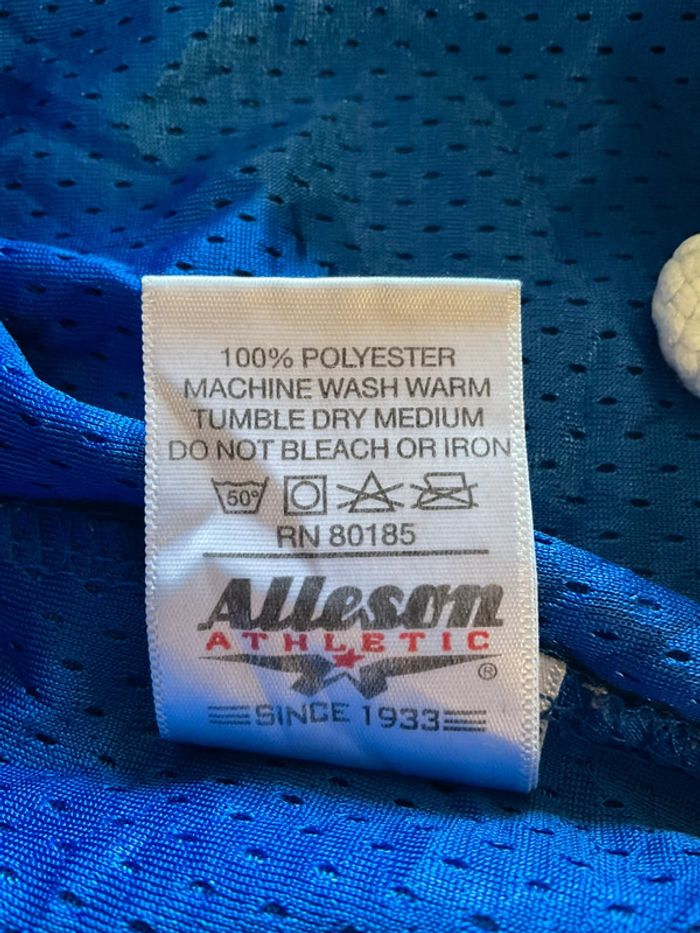 100% POLYESTER
MACHINE WASH WARM
TUMBLE DRY MEDIUM
DO NOT BLEACH OR IRON
50°
RN 80185
Alleson
ATHLETIC
®
SINCE 1933